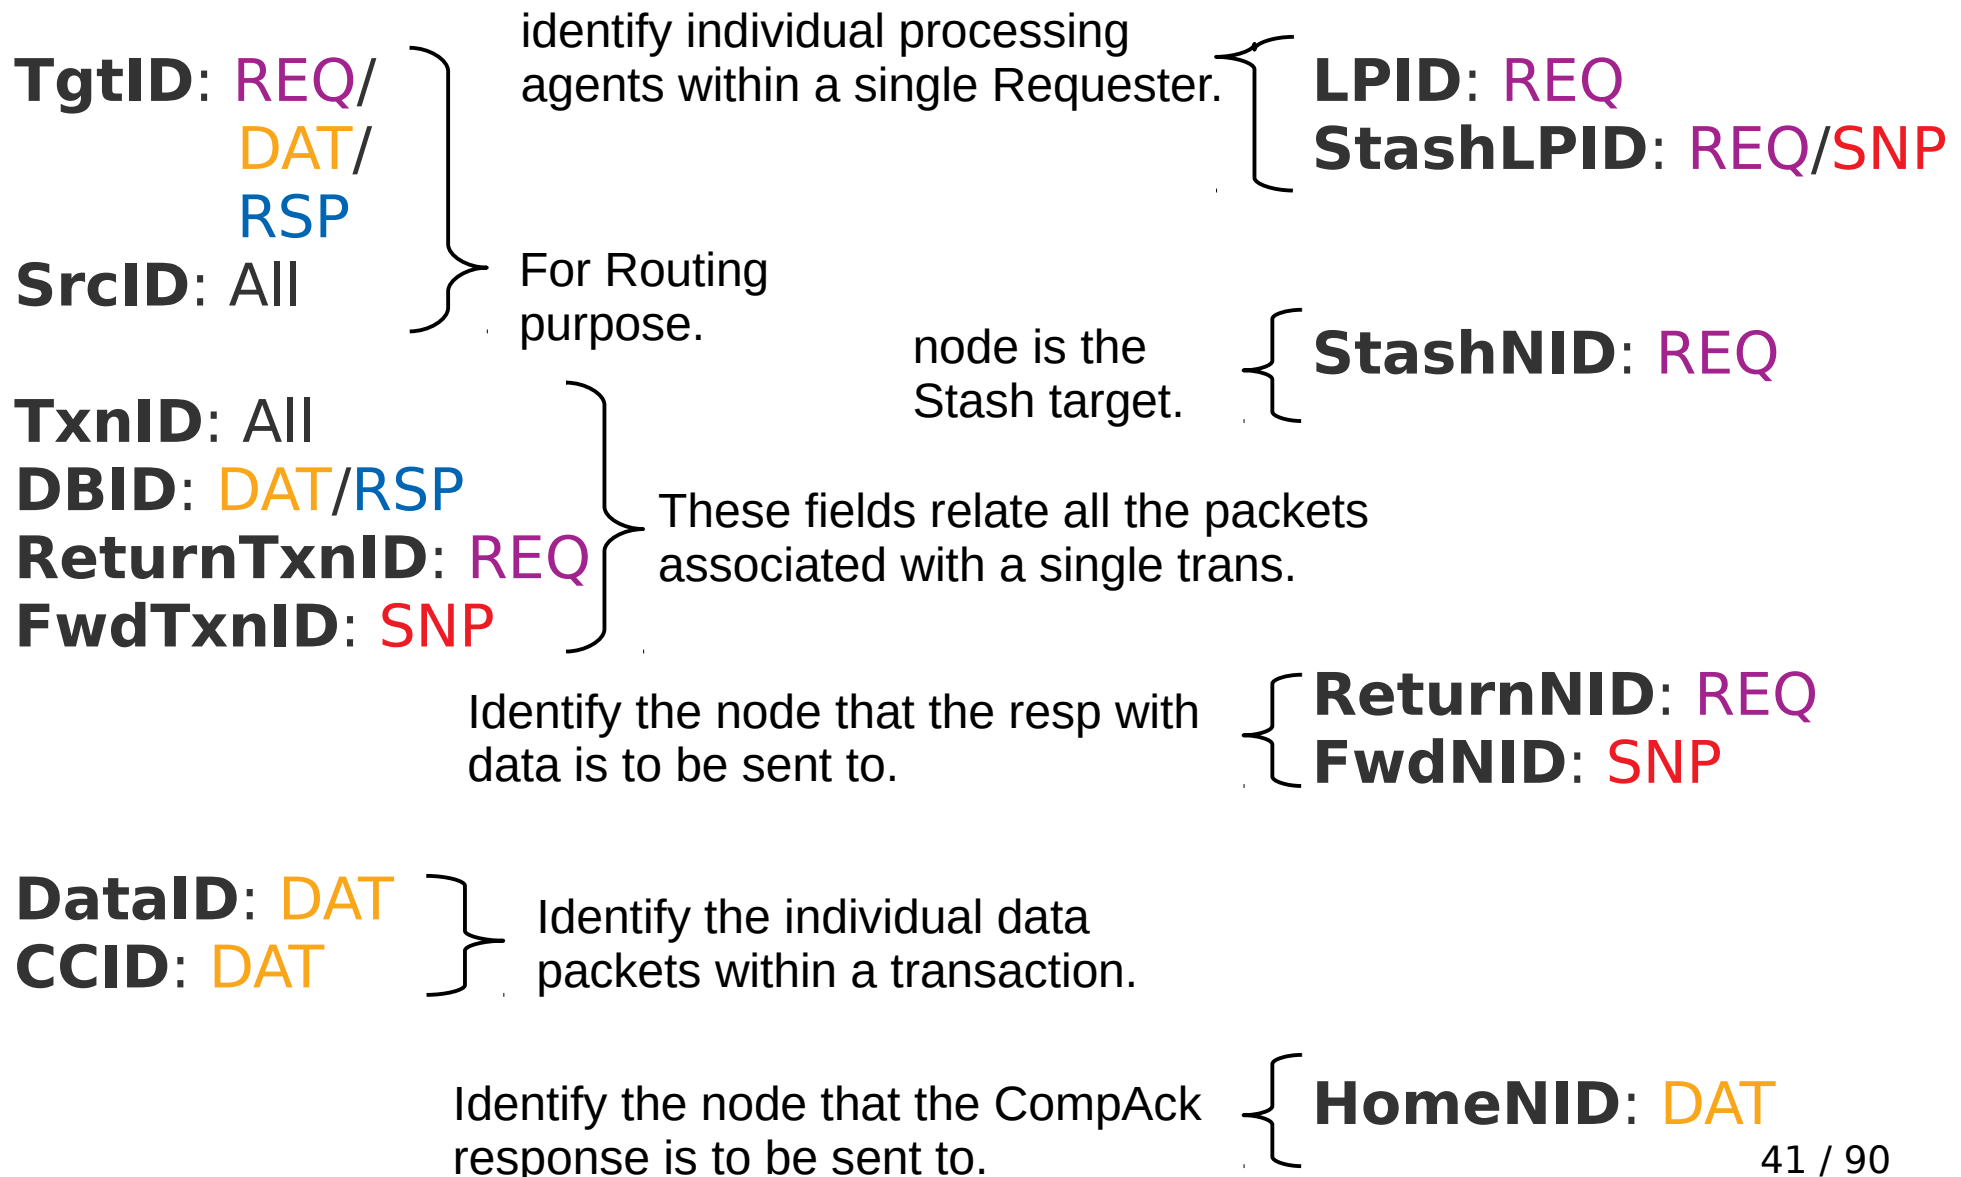 identify individual processing
agents within a single Requester.
TgtID: REQ/
DAT/
RSP
SrcID: All
LPID: REQ
StashLPID: REQ/SNP
For Routing
purpose.
node is the
Stash target.
StashNID: REQ
TxnID: All
DBID: DAT/RSP
ReturnTxnID: REQ
FwdTxnID: SNP
These fields relate all the packets
associated with a single trans.
Identify the node that the resp with
data is to be sent to.
ReturnNID: REQ
FwdNID: SNP
DataID: DAT
CCID: DAT
Identify the individual data
packets within a transaction.
Identify the node that the CompAck
response is to be sent to.
HomeNID: DAT
41 / 90